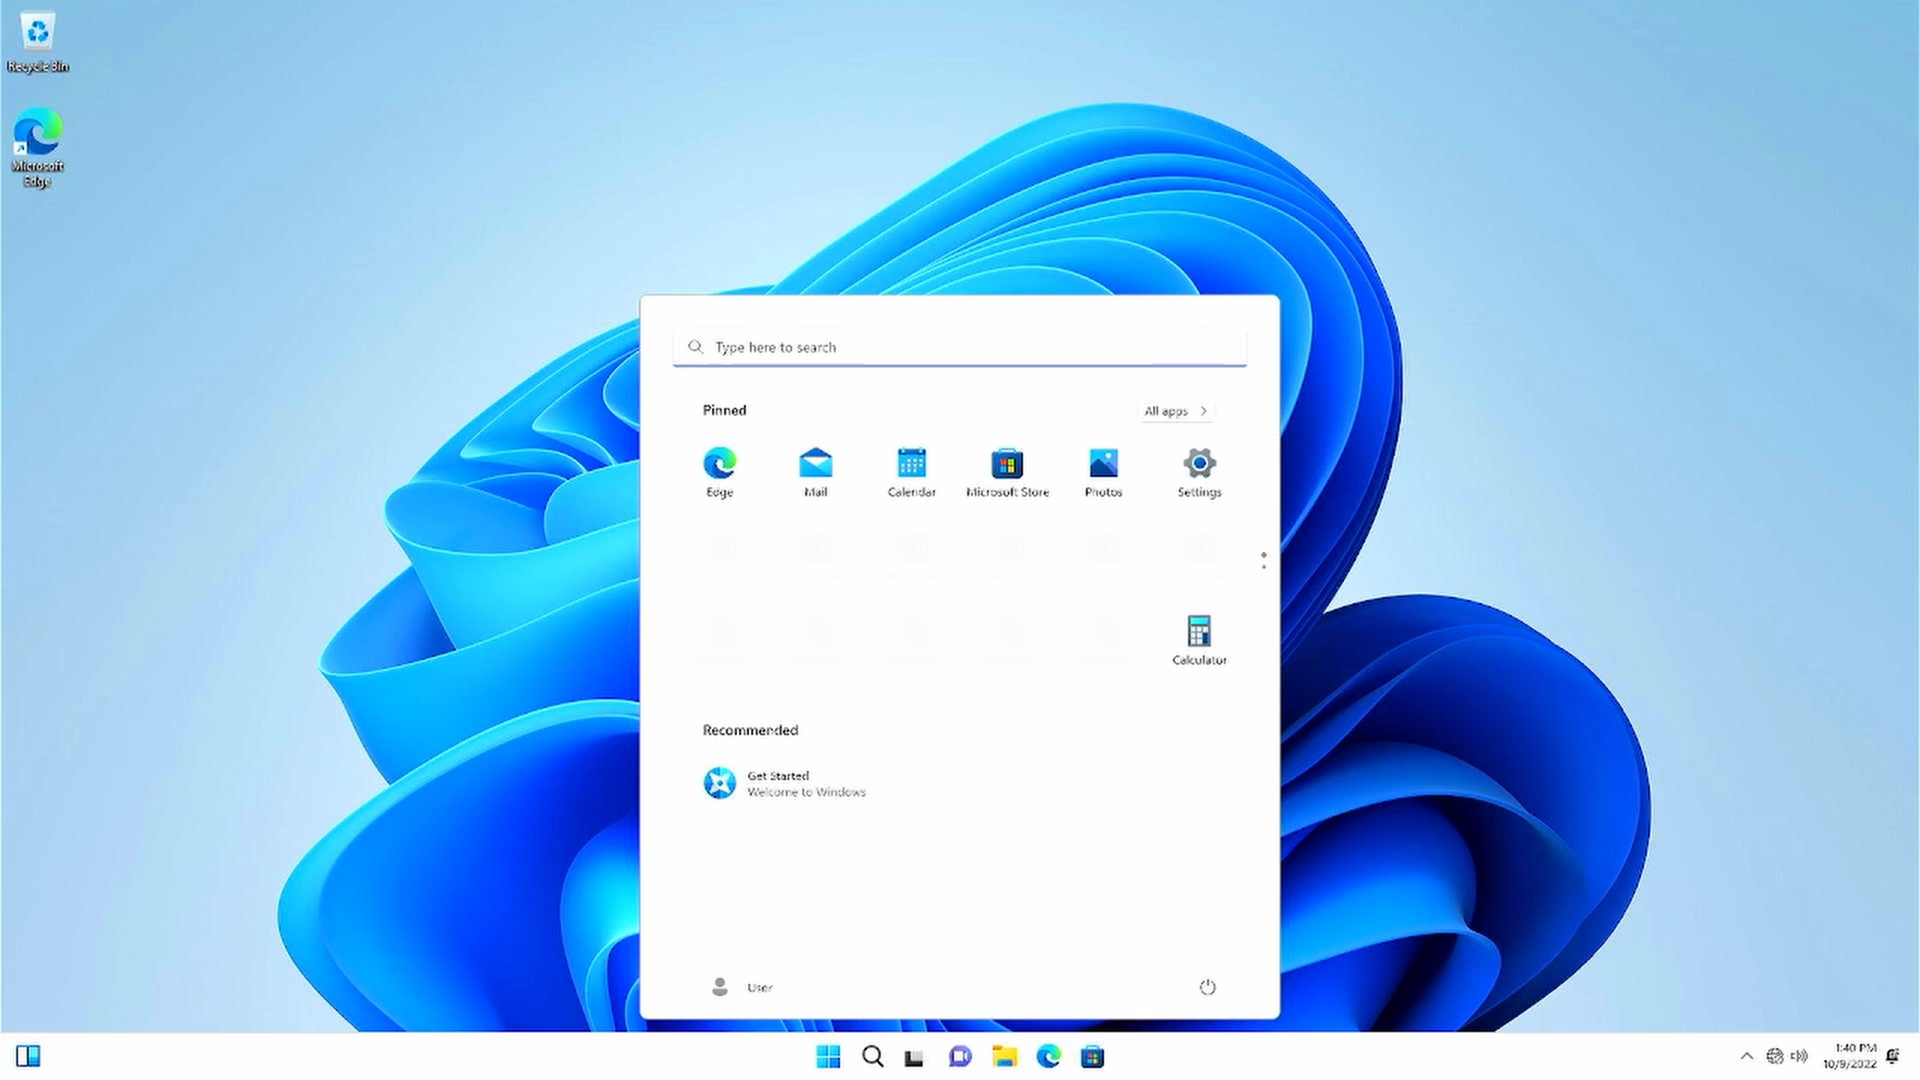 Recycle Bin
Microsoft
Edge
Type here to search
Pinned
All apps
Edge
Mail
Calendar
Microsoft Store
Photos
Settings
Calculator
Recommended
Get Started
Welcome to Windows
User
1:40 PM
10/9/2022